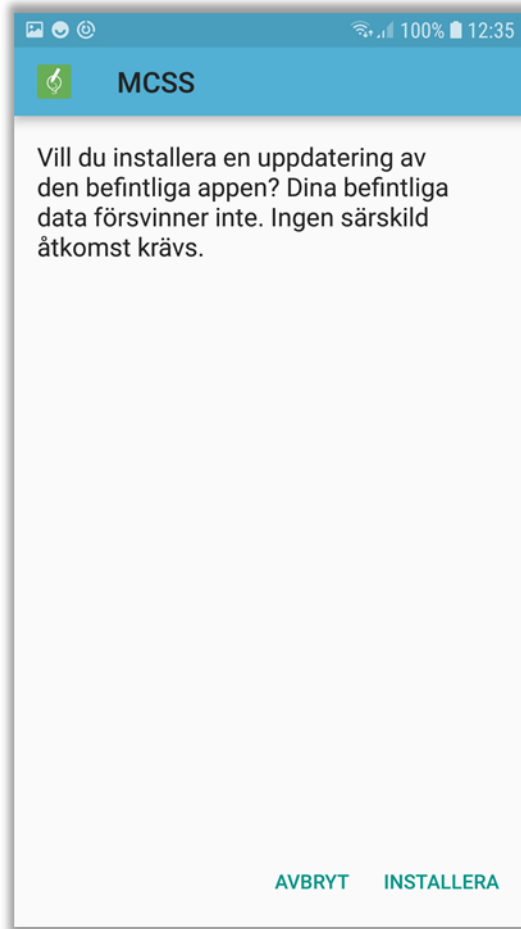 100% 12:35
MCSS
Vill du installera en uppdatering av
den befintliga appen? Dina befintliga
data försvinner inte. Ingen särskild
åtkomst krävs.
AVBRYT INSTALLERA